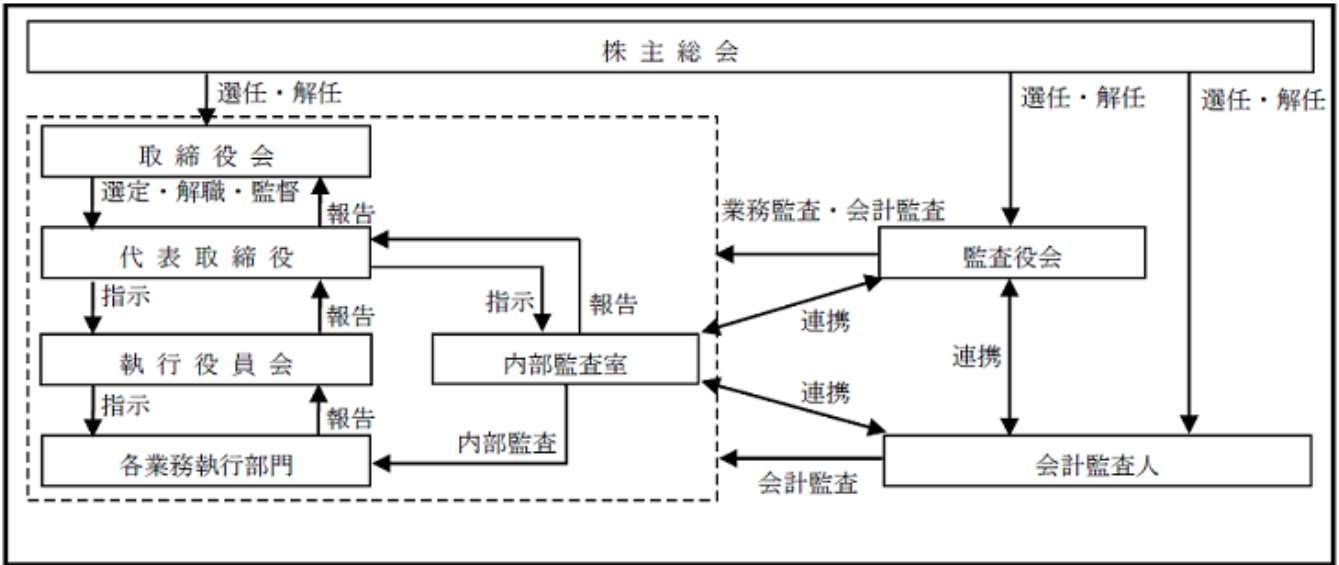 株主総会
選任・解任
選任・解任
選任・解任
取締役会
選定・解職・監督
報告
業務監査・会計監査
代表取締役
監査役会
指示
報告
指示
報告
連携
執行役員会
内部監査室
連携
指示
報告
連携
内部監査
各業務執行部門
会計監査
会計監査人